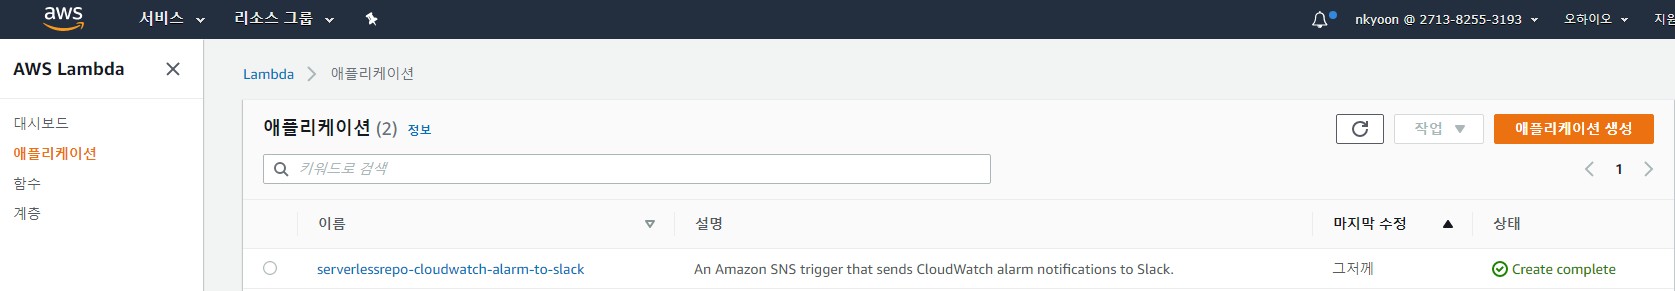 aws 서비스 리소스 그룹 nkyoon @ 2713-8255-3193 오하이오 지원
AWS Lambda
Lambda 애플리케이션
대시보드
애플리케이션
함수
계층
애플리케이션 (2) 정보 작업 애플리케이션 생성
키워드로 검색 1
이름 설명 마지막 수정 상태
serverlessrepo-cloudwatch-alarm-to-slack An Amazon SNS trigger that sends CloudWatch alarm notifications to Slack. 그저께 Create complete